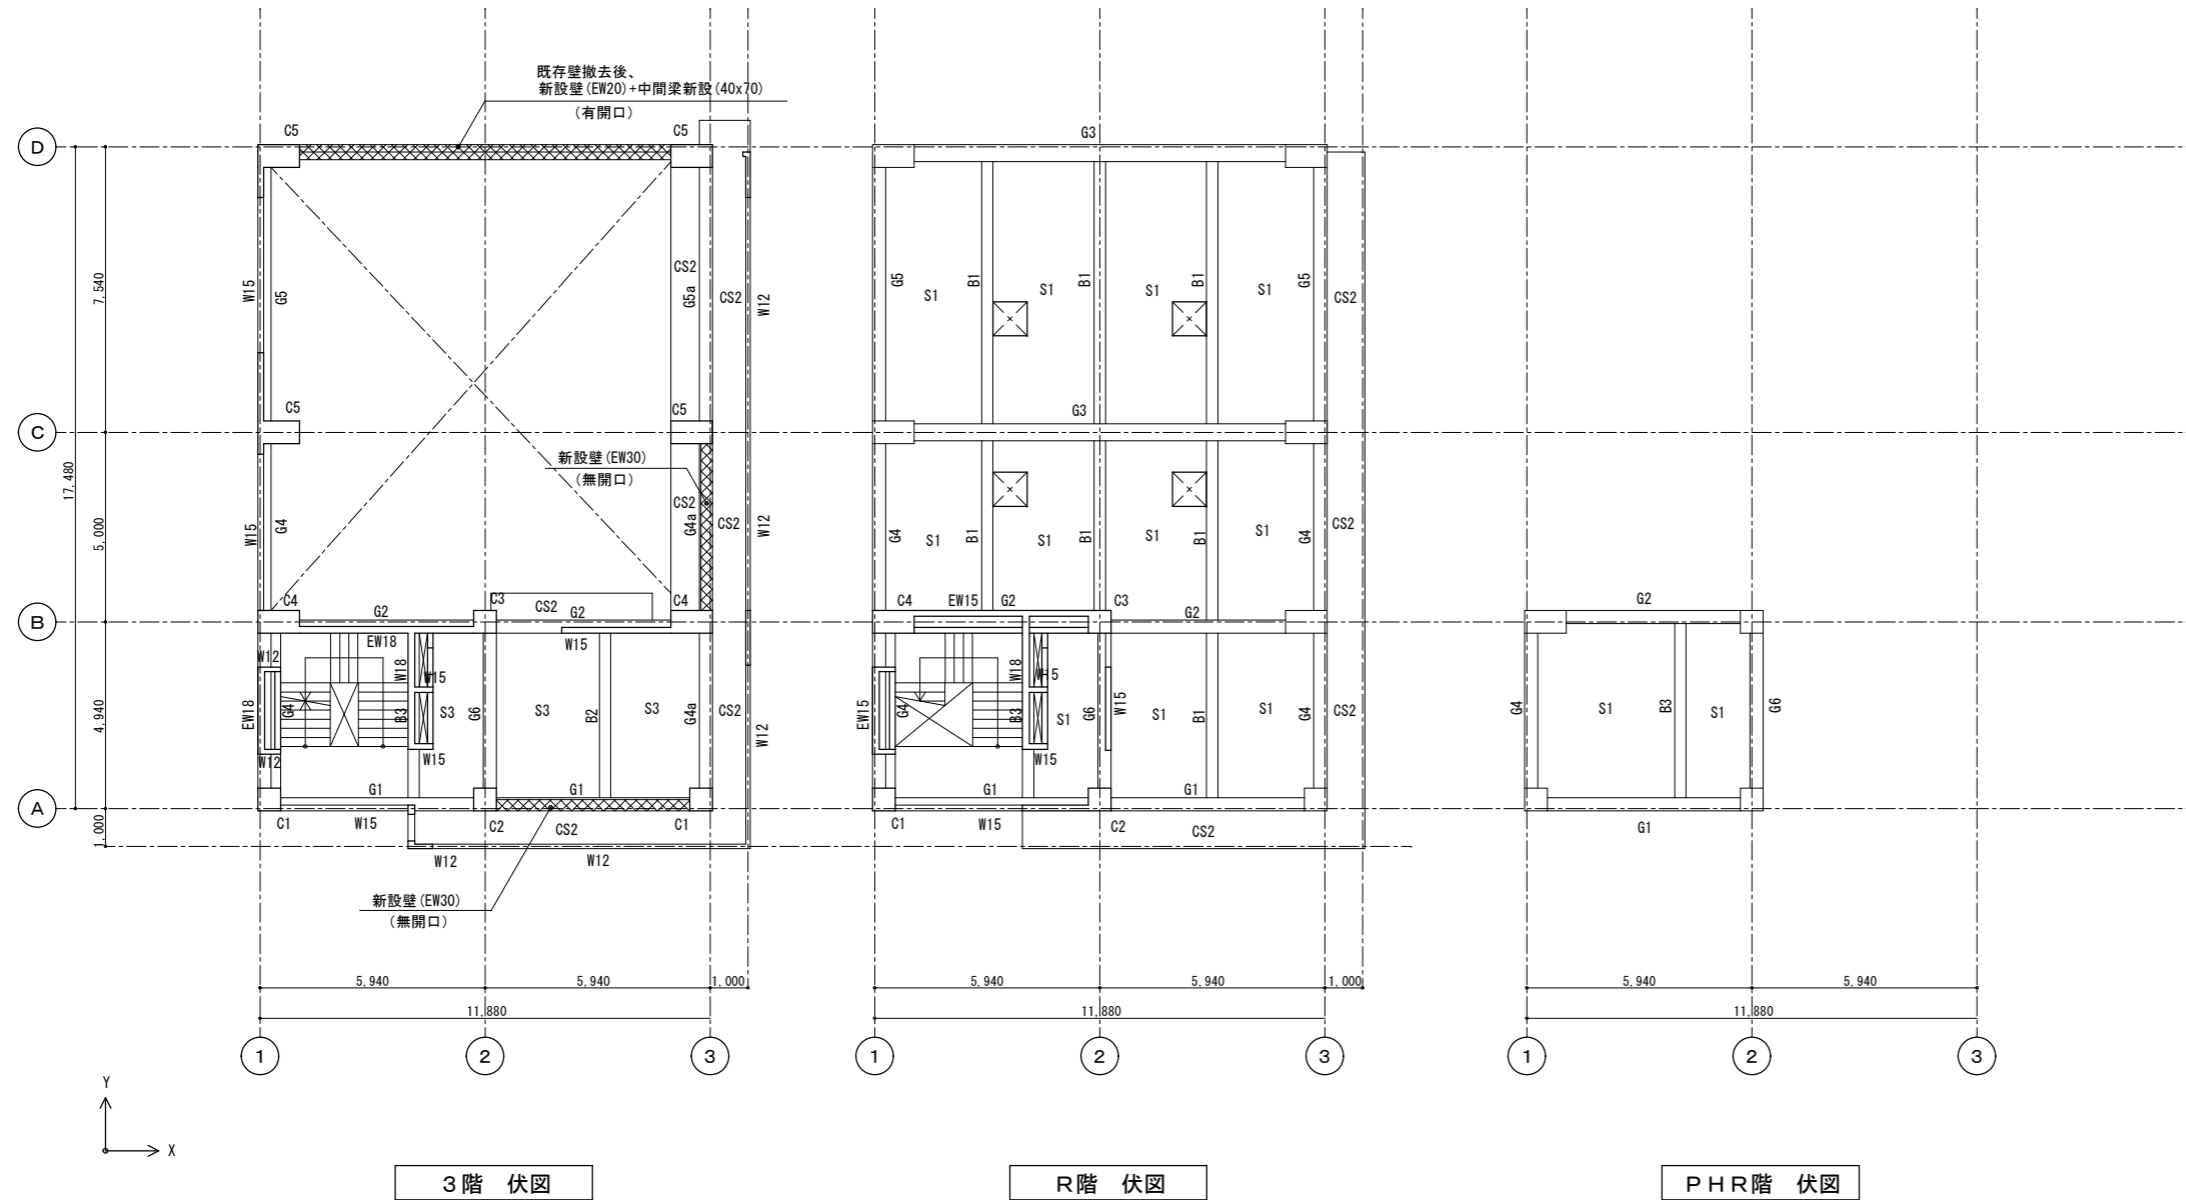 既存壁撤去後、
新設壁(EW20)+中間梁新設(40x70)
(有開口)
C5 C5
D
W15 G5 CS2 G5a CS2 W12
7,540
C5 C5
C
新設壁(EW30)
(無開口)
17,480
5,000
W15 G4 CS2 G4a CS2 W12
C4 G2 C3 CS2 G2 C4
B
EW18 W15
W12 W18 W15
EW18 G4 B3 S3 G6 S3 B2 S3 G4a CS2 W12
4,940
W12 W15
G1 G1
A
C1 W15 C2 CS2 C1
1,000
W12 W12
新設壁(EW30)
(無開口)
5,940 5,940 1,000
11,880
1 2 3
Y
X
3階 伏図
G3
G5 S1 B1 S1 B1 S1 B1 S1 G5 CS2
G3
G4 S1 B1 S1 B1 S1 B1 S1 G4 CS2
C4 EW15 G2 C3 G2
W18 W15
EW15 G4 B3 S1 G6 W15 S1 B1 S1 G4 CS2
W15
G1 G1
C1 W15 C2 CS2
5,940 5,940 1,000
11,880
1 2 3
R階 伏図
G2
G4 S1 B3 S1 G6
G1
5,940 5,940
11,880
1 2 3
PHR階 伏図